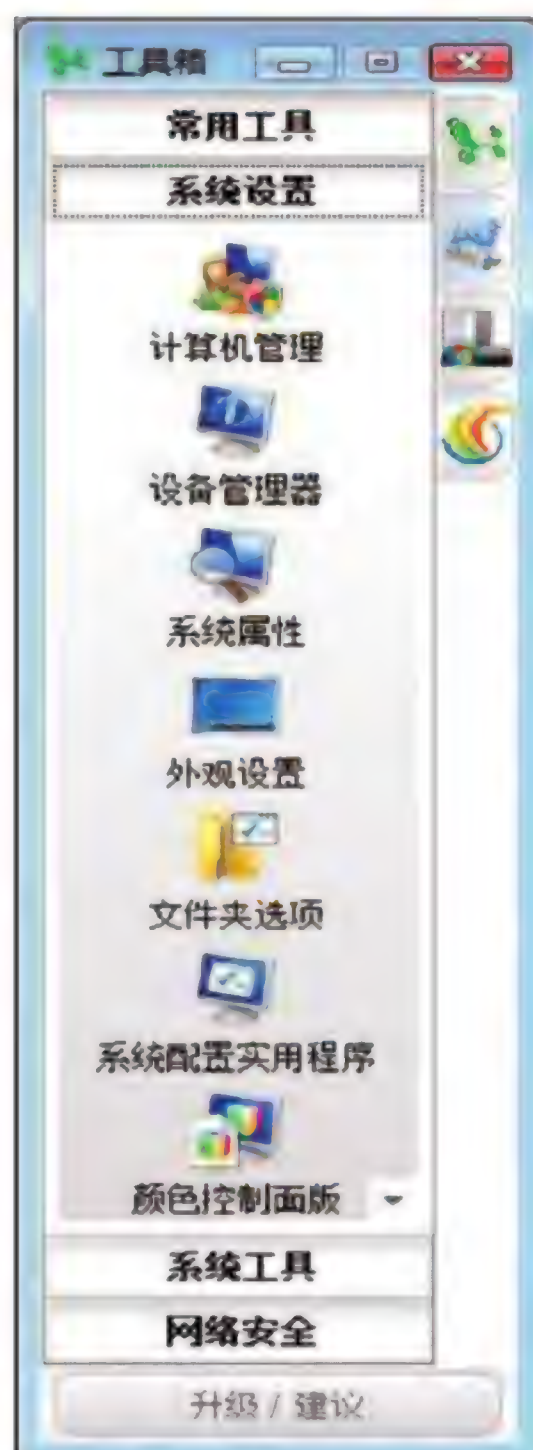 工具箱
常用工具
系统设置
计算机管理
设备管理器
系统属性
外观设置
文件夹选项
系统配置实用程序
颜色控制面版
系统工具
网络安全
升级 / 建议